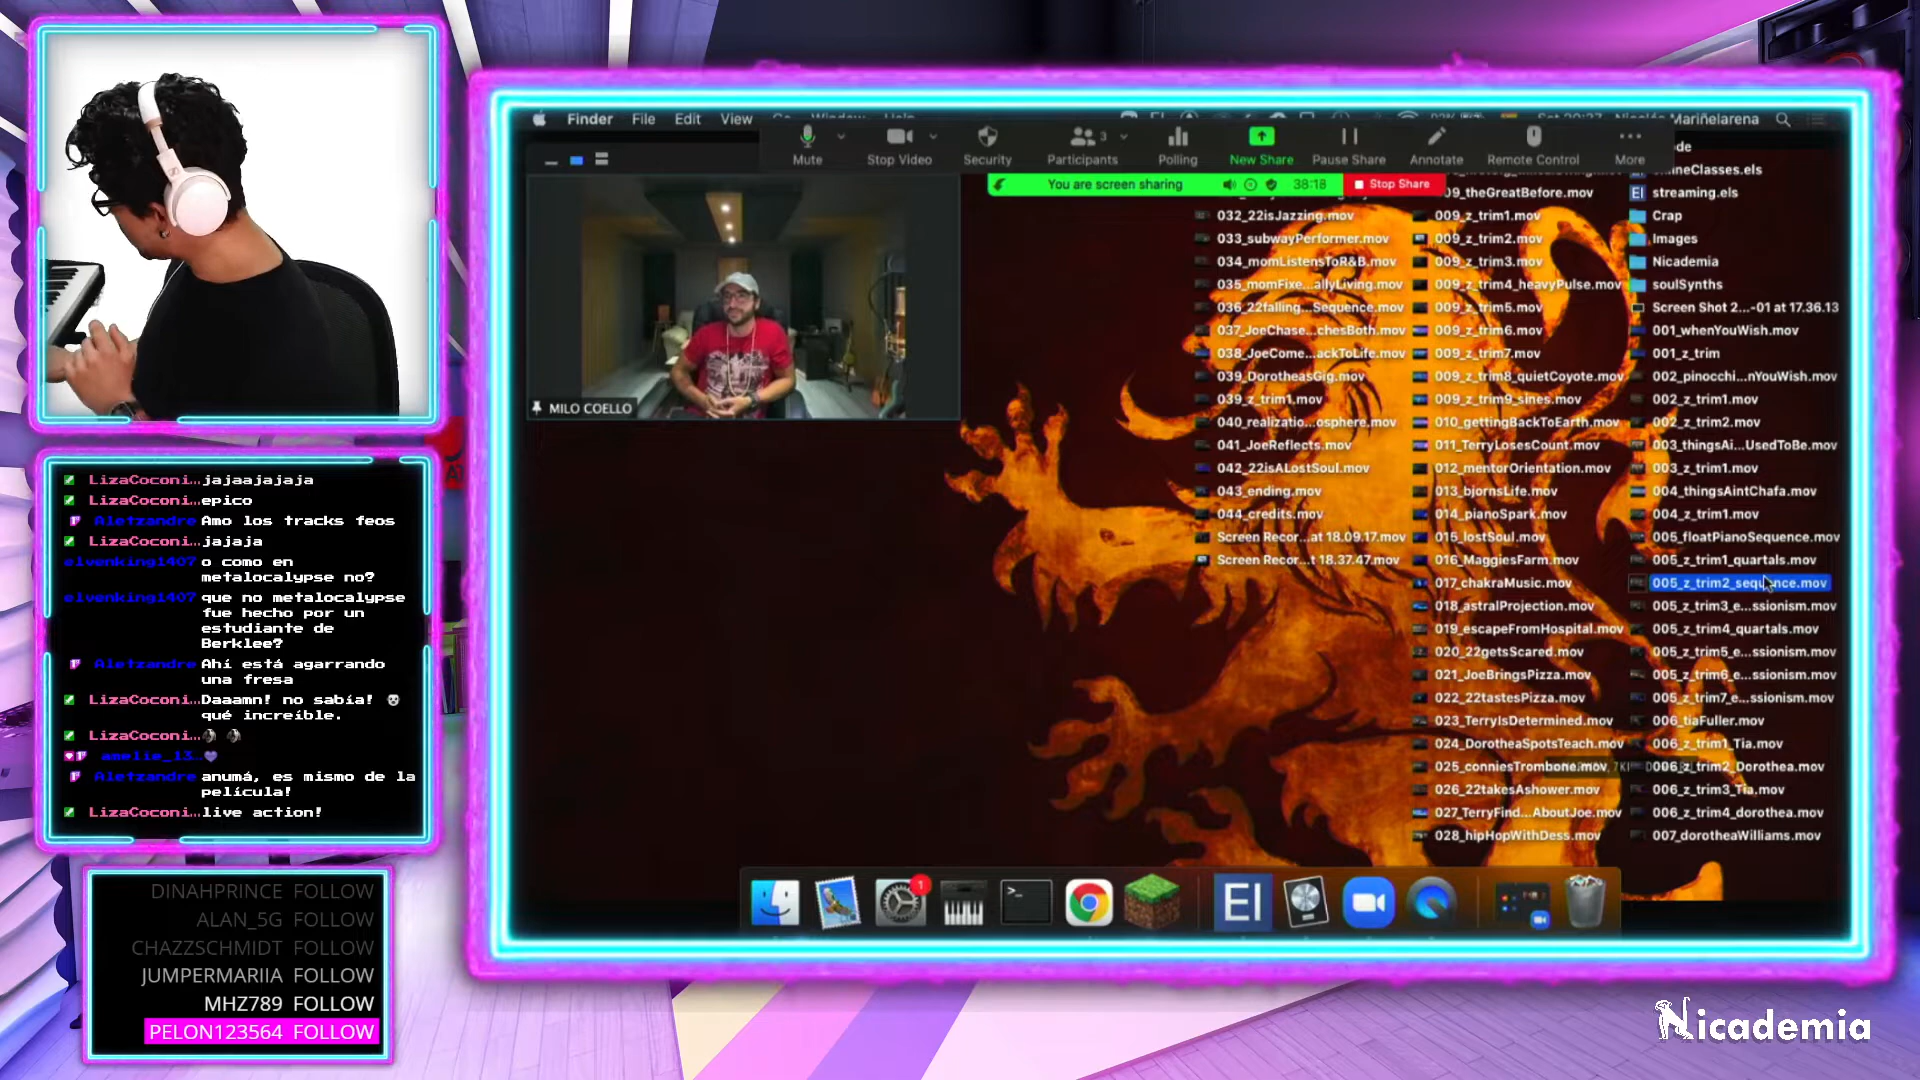 Finder File Edit View
Nicolás Mariñelarena
Mute
Stop Video
Security
Participants
3
Polling
New Share
Pause Share
Annotate
Remote Control
More
You are screen sharing
38:18
Stop Share
MILO COELLO
032_22isJazzing.mov
033_subwayPerformer.mov
034_momListensToR&B.mov
035_momFixe...allyLiving.mov
036_22falling...Sequence.mov
037_JoeChase...chesBoth.mov
038_JoeCome...ackToLife.mov
039_DorotheasGig.mov
039_z_trim1.mov
040_realizatio...osphere.mov
041_JoeReflects.mov
042_22isALostSoul.mov
043_ending.mov
044_credits.mov
Screen Recor...at 18.09.17.mov
Screen Recor...t 18.37.47.mov
09_theGreatBefore.mov
009_z_trim1.mov
009_z_trim2.mov
009_z_trim3.mov
009_z_trim4_heavyPulse.mov
009_z_trim5.mov
009_z_trim6.mov
009_z_trim7.mov
009_z_trim8_quietCoyote.mov
009_z_trim9_sines.mov
010_gettingBackToEarth.mov
011_TerryLosesCount.mov
012_mentorOrientation.mov
013_bjornsLife.mov
014_pianoSpark.mov
015_lostSoul.mov
016_MaggiesFarm.mov
017_chakraMusic.mov
018_astralProjection.mov
019_escapeFromHospital.mov
020_22getsScared.mov
021_JoeBringsPizza.mov
022_22tastesPizza.mov
023_TerryIsDetermined.mov
024_DorotheaSpotsTeach.mov
025_conniesTrombone.mov
026_22takesAshower.mov
027_TerryFind...AboutJoe.mov
028_hipHopWithDess.mov
streaming.els
Crap
Images
Nicademia
soulSynths
Screen Shot 2...-01 at 17.36.13
001_whenYouWish.mov
001_z_trim
002_pinocchi...nYouWish.mov
002_z_trim1.mov
002_z_trim2.mov
003_thingsAi...UsedToBe.mov
003_z_trim1.mov
004_thingsAintChafa.mov
004_z_trim1.mov
005_floatPianoSequence.mov
005_z_trim1_quartals.mov
005_z_trim2_sequence.mov
005_z_trim3_e...ssionism.mov
005_z_trim4_quartals.mov
005_z_trim5_e...ssionism.mov
005_z_trim6_e...ssionism.mov
005_z_trim7_e...ssionism.mov
006_tiaFuller.mov
006_z_trim1_Tia.mov
006_z_trim2_Dorothea.mov
006_z_trim3_Tia.mov
006_z_trim4_dorothea.mov
007_dorotheaWilliams.mov
1
EI
LizaCoconi...jajaajajaja
LizaCoconi...epico
Aletzandre Amo los tracks feos
LizaCoconi...jajaja
elvenking1407 o como en
metalocalypse no?
elvenking1407 que no metalocalypse
fue hecho por un
estudiante de
Berklee?
Aletzandre Ahí está agarrando
una fresa
LizaCoconi...Daaamn! no sabía!
qué increíble.
LizaCoconi...
amelie_13...
Aletzandre anumá, es mismo de la
película!
LizaCoconi...live action!
DINAHPRINCE FOLLOW
ALAN_5G FOLLOW
CHAZZSCHMIDT FOLLOW
JUMPERMARIIA FOLLOW
MHZ789 FOLLOW
PELON123564 FOLLOW
Nicademia